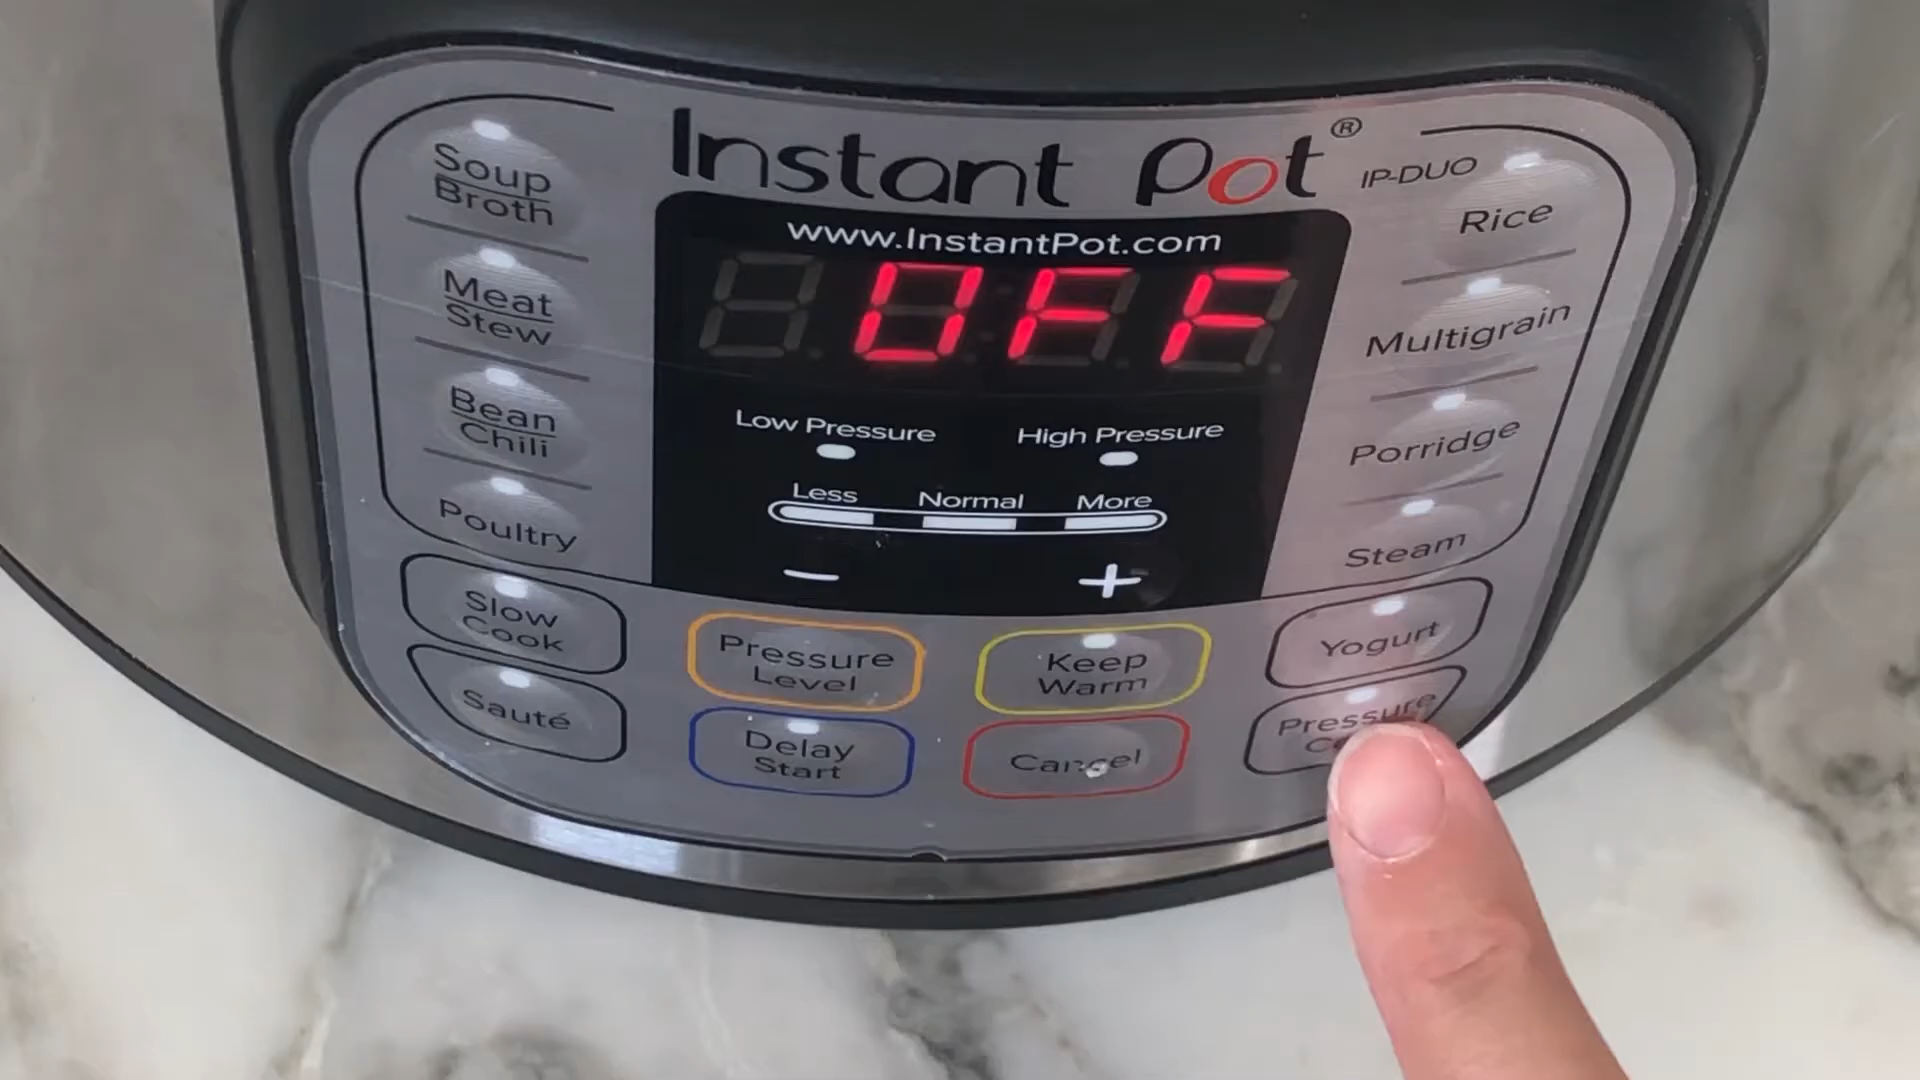 Instant Pot®
IP-DUO
www.InstantPot.com
OFF
Soup
Broth
Meat
Stew
Bean
Chili
Poultry
Slow
Cook
Sauté
Low Pressure
High Pressure
Less
Normal
More
−
+
Pressure
Level
Keep
Warm
Delay
Start
Cancel
Rice
Multigrain
Porridge
Steam
Yogurt
Pressure